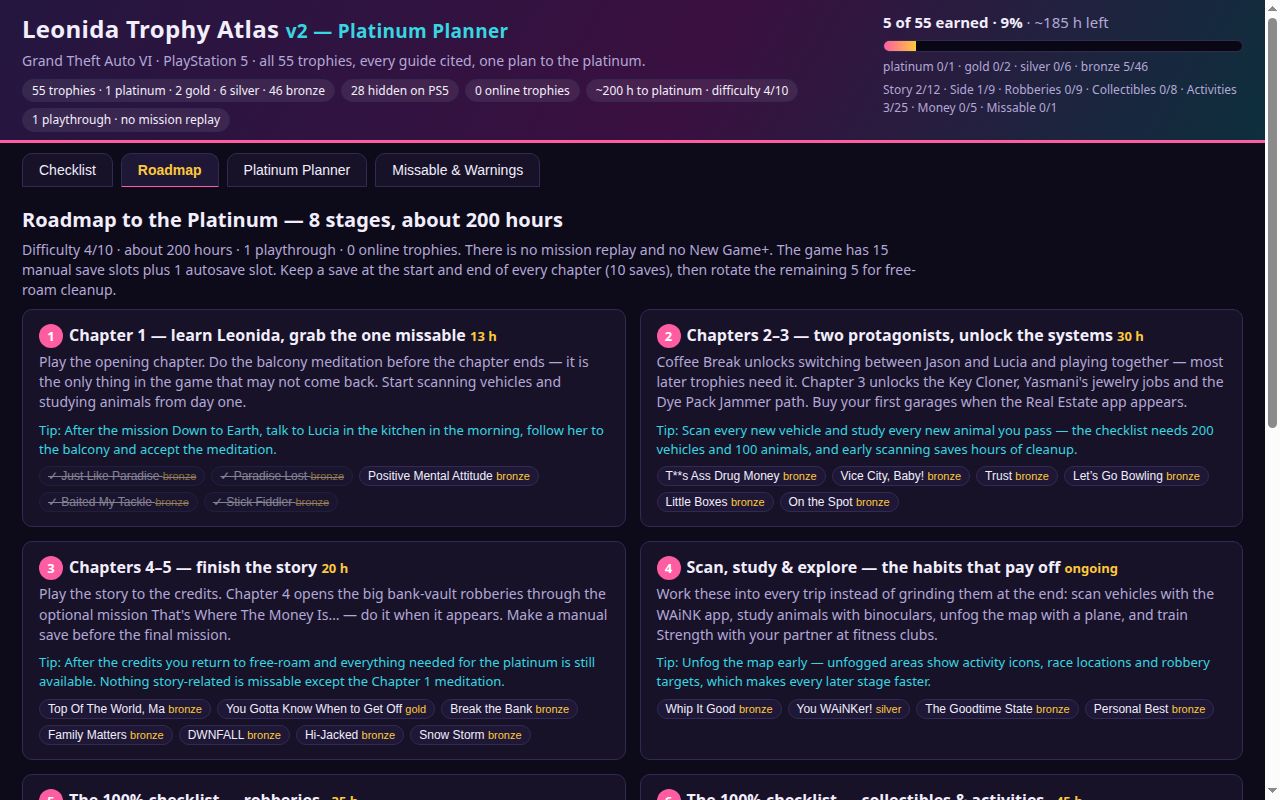 Leonida Trophy Atlas v2 — Platinum Planner
Grand Theft Auto VI · PlayStation 5 · all 55 trophies, every guide cited, one plan to the platinum.
55 trophies · 1 platinum · 2 gold · 6 silver · 46 bronze
28 hidden on PS5
0 online trophies
~200 h to platinum · difficulty 4/10
1 playthrough · no mission replay
5 of 55 earned · 9% · ~185 h left
platinum 0/1 · gold 0/2 · silver 0/6 · bronze 5/46
Story 2/12 · Side 1/9 · Robberies 0/9 · Collectibles 0/8 · Activities
3/25 · Money 0/5 · Missable 0/1
Checklist
Roadmap
Platinum Planner
Missable & Warnings
Roadmap to the Platinum — 8 stages, about 200 hours
Difficulty 4/10 · about 200 hours · 1 playthrough · 0 online trophies. There is no mission replay and no New Game+. The game has 15
manual save slots plus 1 autosave slot. Keep a save at the start and end of every chapter (10 saves), then rotate the remaining 5 for free-
roam cleanup.
1 Chapter 1 — learn Leonida, grab the one missable 13 h
Play the opening chapter. Do the balcony meditation before the chapter ends — it is
the only thing in the game that may not come back. Start scanning vehicles and
studying animals from day one.
Tip: After the mission Down to Earth, talk to Lucia in the kitchen in the morning, follow her to
the balcony and accept the meditation.
✓ Just Like Paradise bronze
✓ Paradise Lost bronze
Positive Mental Attitude bronze
✓ Baited My Tackle bronze
✓ Stick Fiddler bronze
2 Chapters 2–3 — two protagonists, unlock the systems 30 h
Coffee Break unlocks switching between Jason and Lucia and playing together — most
later trophies need it. Chapter 3 unlocks the Key Cloner, Yasmani's jewelry jobs and the
Dye Pack Jammer path. Buy your first garages when the Real Estate app appears.
Tip: Scan every new vehicle and study every new animal you pass — the checklist needs 200
vehicles and 100 animals, and early scanning saves hours of cleanup.
T**s Ass Drug Money bronze
Vice City, Baby! bronze
Trust bronze
Let's Go Bowling bronze
Little Boxes bronze
On the Spot bronze
3 Chapters 4–5 — finish the story 20 h
Play the story to the credits. Chapter 4 opens the big bank-vault robberies through the
optional mission That's Where The Money Is... — do it when it appears. Make a manual
save before the final mission.
Tip: After the credits you return to free-roam and everything needed for the platinum is still
available. Nothing story-related is missable except the Chapter 1 meditation.
Top Of The World, Ma bronze
You Gotta Know When to Get Off gold
Break the Bank bronze
Family Matters bronze
DWNFALL bronze
Hi-Jacked bronze
Snow Storm bronze
4 Scan, study & explore — the habits that pay off ongoing
Work these into every trip instead of grinding them at the end: scan vehicles with the
WAiNK app, study animals with binoculars, unfog the map with a plane, and train
Strength with your partner at fitness clubs.
Tip: Unfog the map early — unfogged areas show activity icons, race locations and robbery
targets, which makes every later stage faster.
Whip It Good bronze
You WAiNKer! silver
The Goodtime State bronze
Personal Best bronze